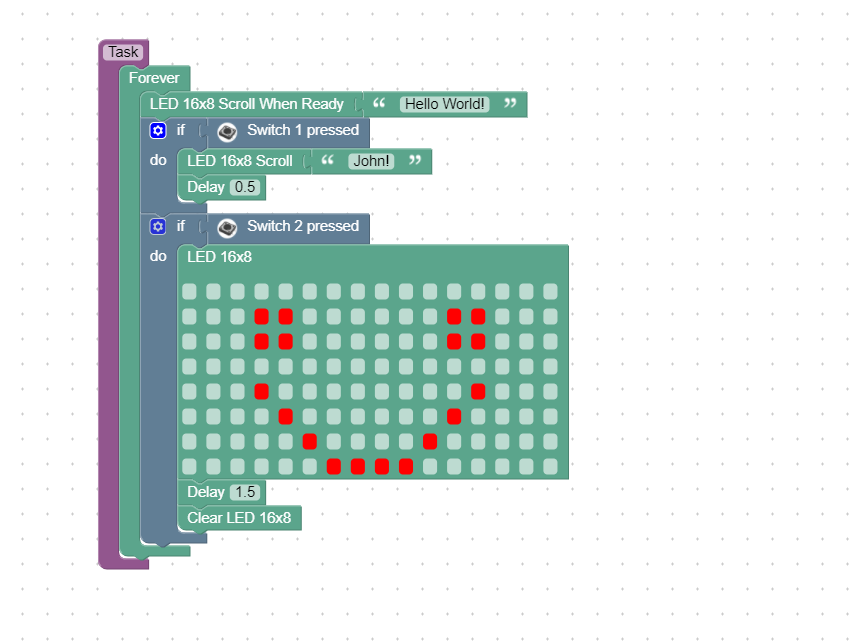 Task
Forever
LED 16x8 Scroll When Ready “ Hello World! ”
if Switch 1 pressed
do LED 16x8 Scroll “ John! ”
Delay 0.5
if Switch 2 pressed
do LED 16x8
Delay 1.5
Clear LED 16x8